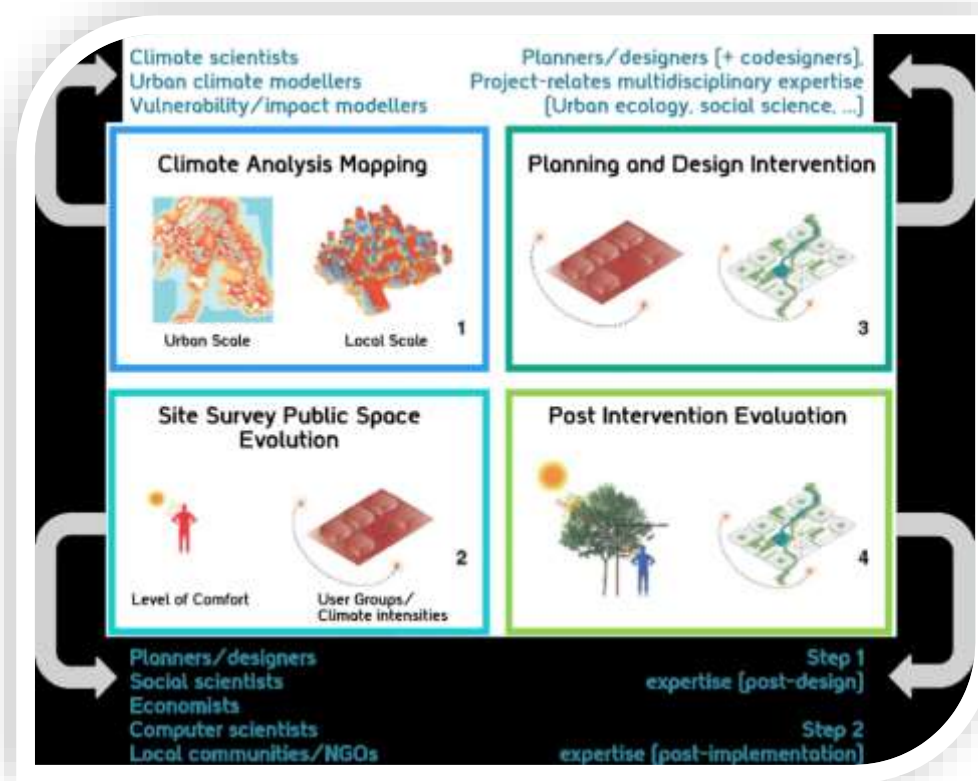 Climate scientists
Urban climate modellers
Vulnerability/impact modellers
Planners/designers (+ codesigners),
Project-relates multidisciplinary expertise
(Urban ecology, social science, ...)
Climate Analysis Mapping
Urban Scale
Local Scale
1
Planning and Design Intervention
3
Site Survey Public Space
Evolution
Level of Comfort
User Groups/
Climate intensities
2
Post Intervention Evaluation
4
Planners/designers
Social scientists
Economists
Computer scientists
Local communities/NGOs
Step 1
expertise (post-design)
Step 2
expertise (post-implementation)